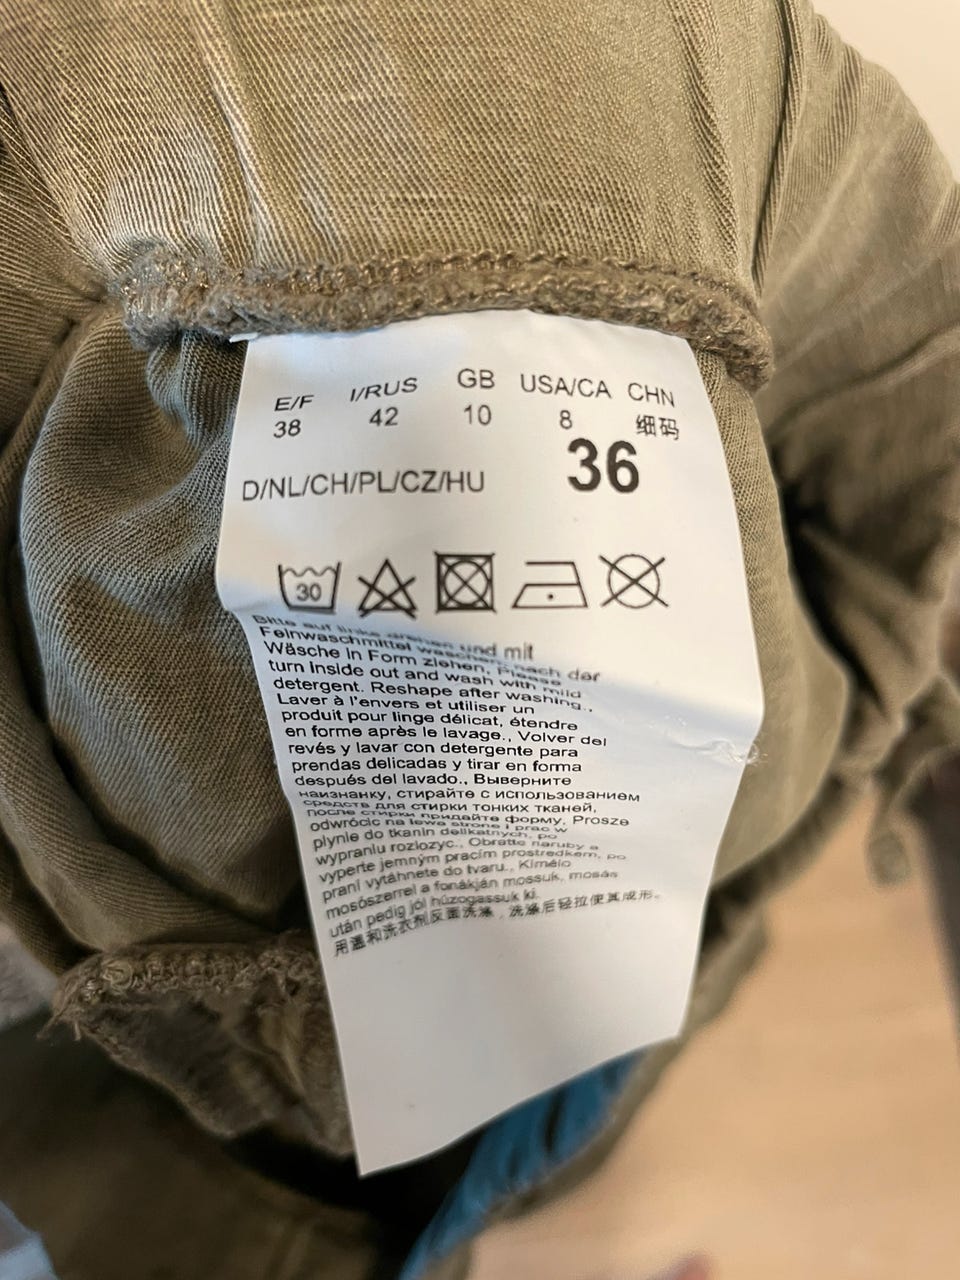 E/F I/RUS GB USA/CA CHN
38 42 10 8 细码
D/NL/CH/PL/CZ/HU 36
30
Bitte auf links drehen und mit
Feinwaschmittel waschen, nach der
Wäsche in Form ziehen, Please
turn Inside out and wash with mild
detergent. Reshape after washing.,
Laver à l'envers et utiliser un
produit pour linge délicat, étendre
en forme après le lavage., Volver del
revés y lavar con detergente para
prendas delicadas y tirar en forma
después del lavado., Выверните
наизнанку, стирайте с использованием
средств для стирки тонких тканей,
после стирки придайте форму, Prosze
odwrócic na lewa strone i prac w
plynie do tkanin delikatnych, po
wypraniu rozlozyc., Obratte naruby a
vyperte jemným pracím prostredkem, po
praní vytáhnete do tvaru., Kímélo
mosószerrel a fonákján mossuk, mosás
után pedig jól húzogassuk ki.
用温和洗衣剂反面洗涤，洗涤后轻拉使其成形。